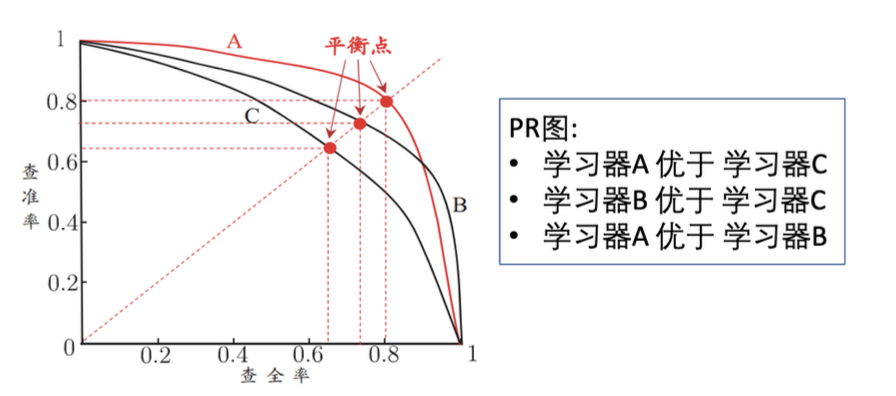 1
0.8
0.6
0.4
0.2
0
0.2
0.4
0.6
0.8
1
查准率
查全率
A
B
C
平衡点
PR图:
• 学习器A 优于 学习器C
• 学习器B 优于 学习器C
• 学习器A 优于 学习器B